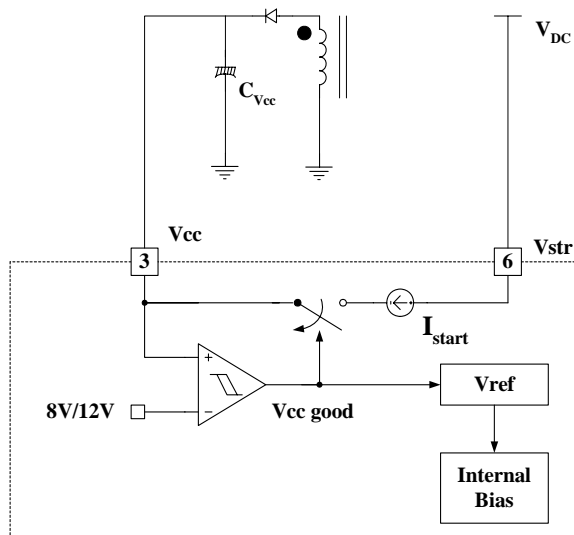 V_DC
C_Vcc
Vcc
Vstr
3
6
I_start
8V/12V
+
−
Vcc good
Vref
Internal
Bias